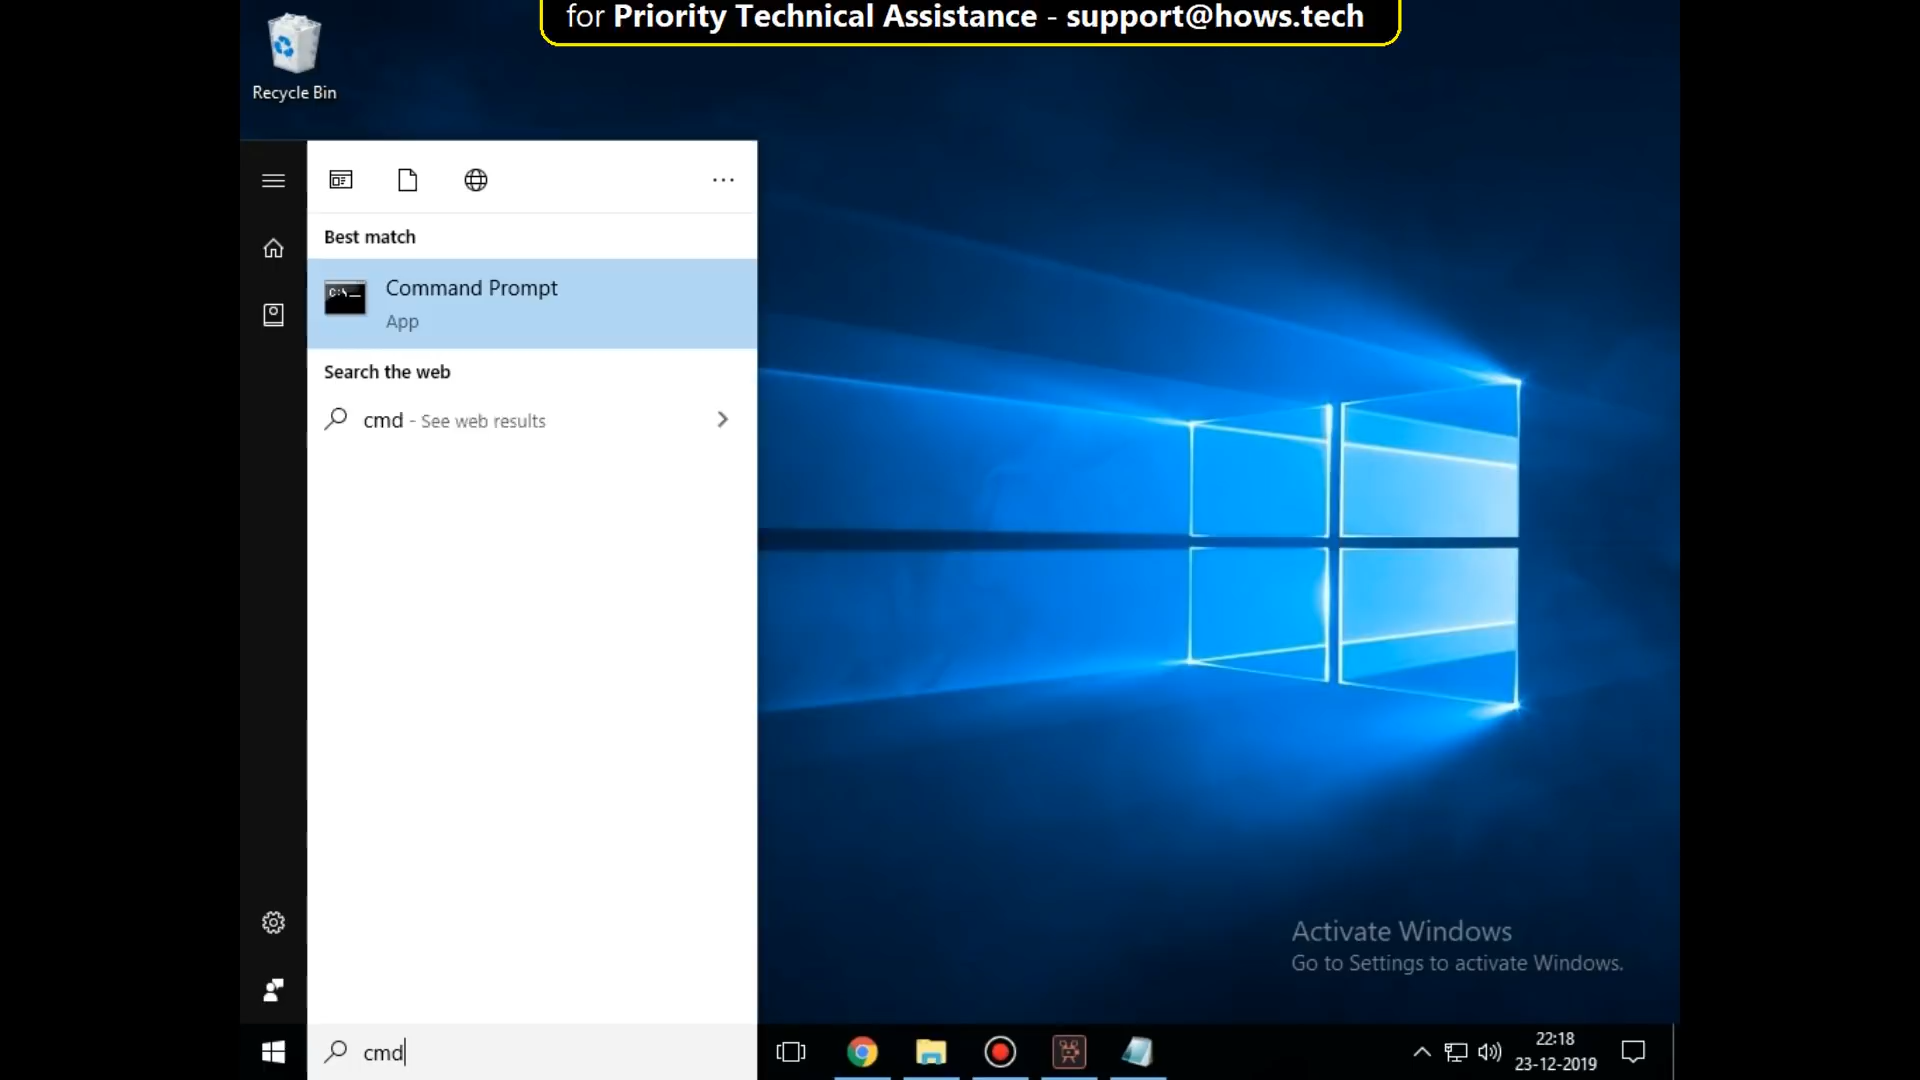 for Priority Technical Assistance - support@hows.tech
Recycle Bin
Best match
Command Prompt
App
Search the web
cmd - See web results
Activate Windows
Go to Settings to activate Windows.
cmd
22:18
23-12-2019